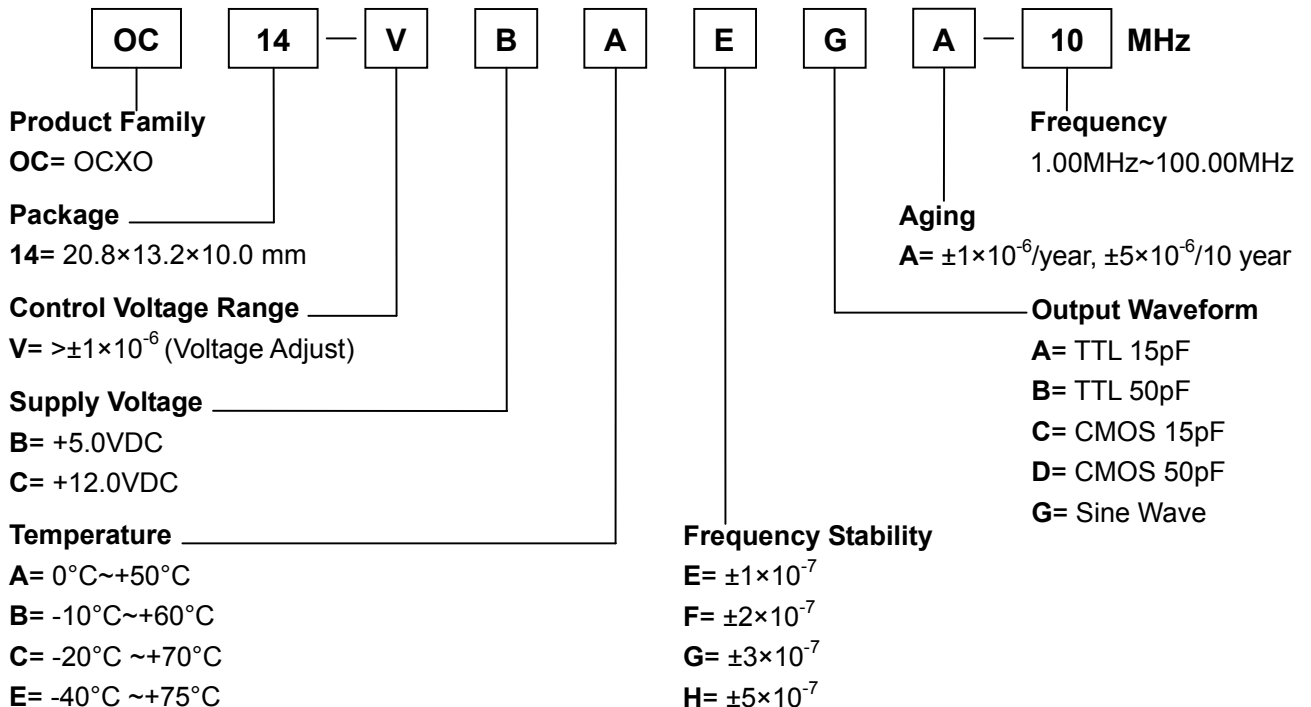 OC 14 — V B A E G A — 10 MHz
Product Family
OC= OCXO
Package
14= 20.8×13.2×10.0 mm
Control Voltage Range
V= >±1×10⁻⁶ (Voltage Adjust)
Supply Voltage
B= +5.0VDC
C= +12.0VDC
Temperature
A= 0°C~+50°C
B= -10°C~+60°C
C= -20°C ~+70°C
E= -40°C ~+75°C
Frequency Stability
E= ±1×10⁻⁷
F= ±2×10⁻⁷
G= ±3×10⁻⁷
H= ±5×10⁻⁷
Frequency
1.00MHz~100.00MHz
Aging
A= ±1×10⁻⁶/year, ±5×10⁻⁶/10 year
Output Waveform
A= TTL 15pF
B= TTL 50pF
C= CMOS 15pF
D= CMOS 50pF
G= Sine Wave